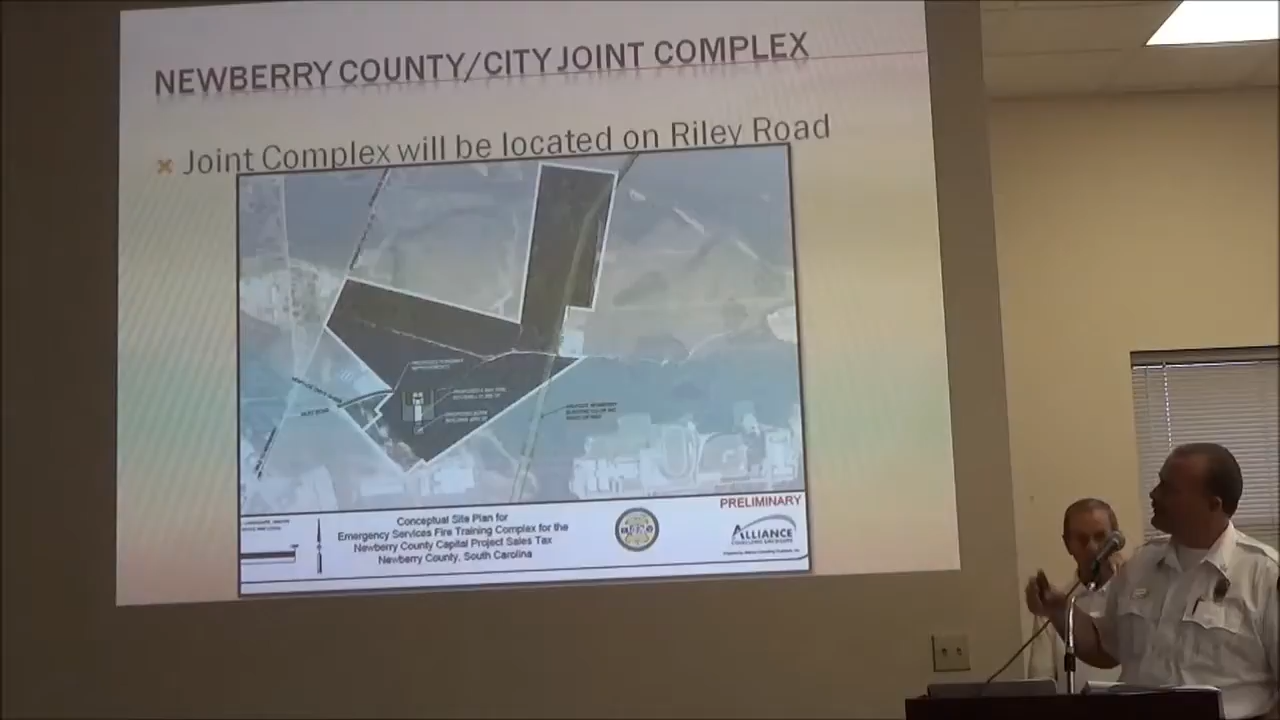 NEWBERRY COUNTY/CITY JOINT COMPLEX
Joint Complex will be located on Riley Road
PRELIMINARY
Conceptual Site Plan for
Emergency Services Fire Training Complex for the
Newberry County Capital Project Sales Tax
Newberry County, South Carolina
ALLIANCE